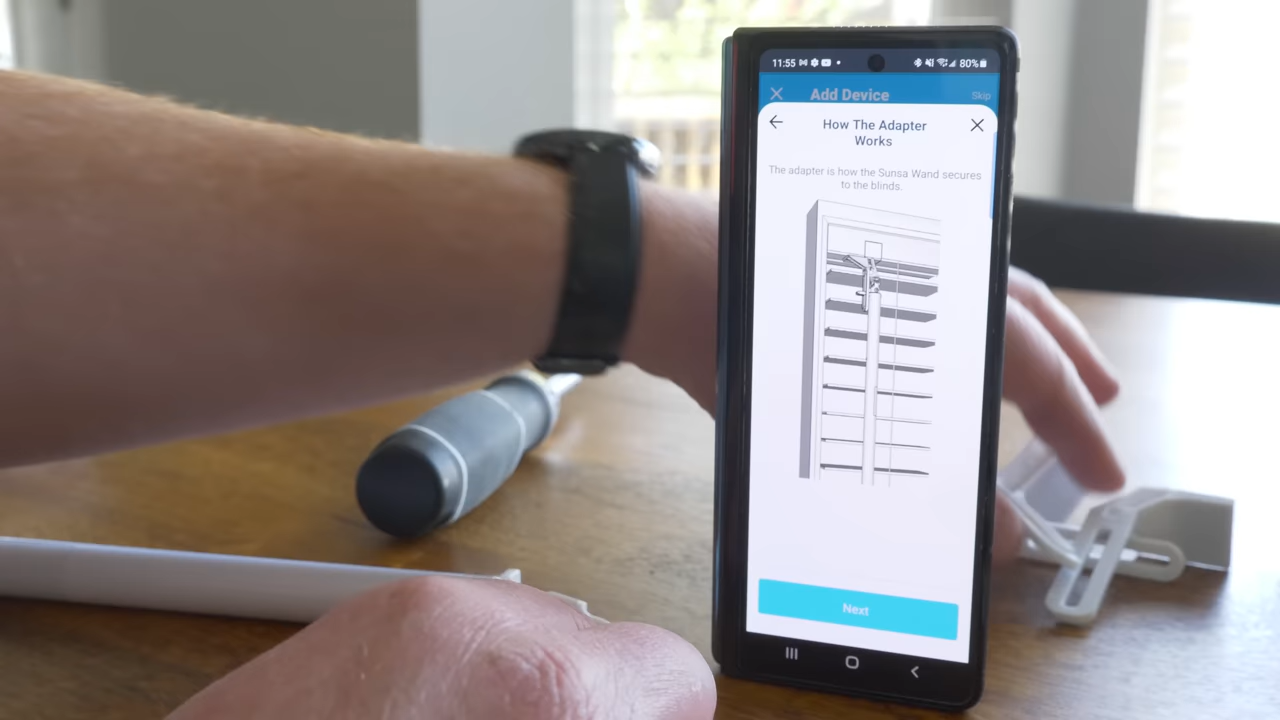 11:55
80%
Add Device
Skip
How The Adapter
Works
The adapter is how the Sunsa Wand secures
to the blinds.
Next